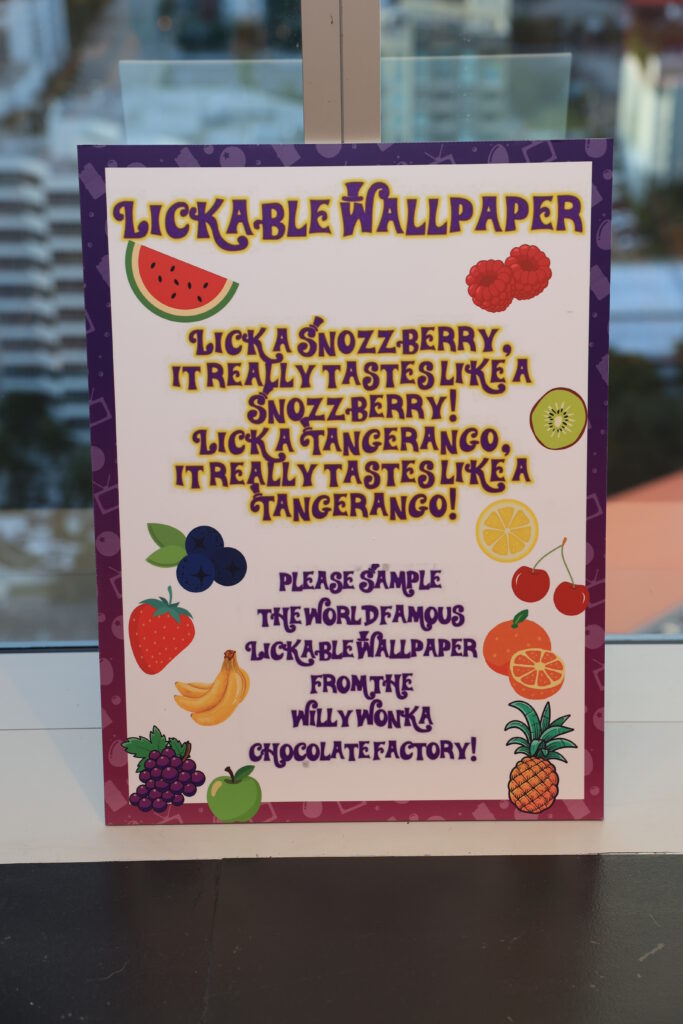 LICKABLE WALLPAPER
LICK A SNOZZBERRY,
IT REALLY TASTES LIKE A
SNOZZBERRY!
LICK A TANGERANGO,
IT REALLY TASTES LIKE A
TANGERANGO!
PLEASE SAMPLE
THE WORLD FAMOUS
LICKABLE WALLPAPER
FROM THE
WILLY WONKA
CHOCOLATE FACTORY!